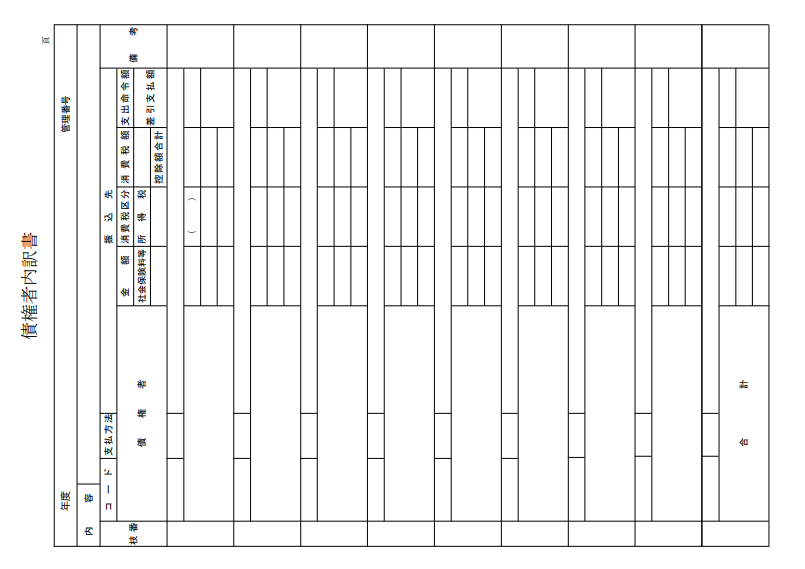 債権者内訳書
頁
年度 管理番号
内 容
枝番 コード 支払方法 振込先 備考
債権者 金額 消費税区分 消費税額 支出命令額
社会保険料等 所得税 控除額合計 差引支払額
( )
合計